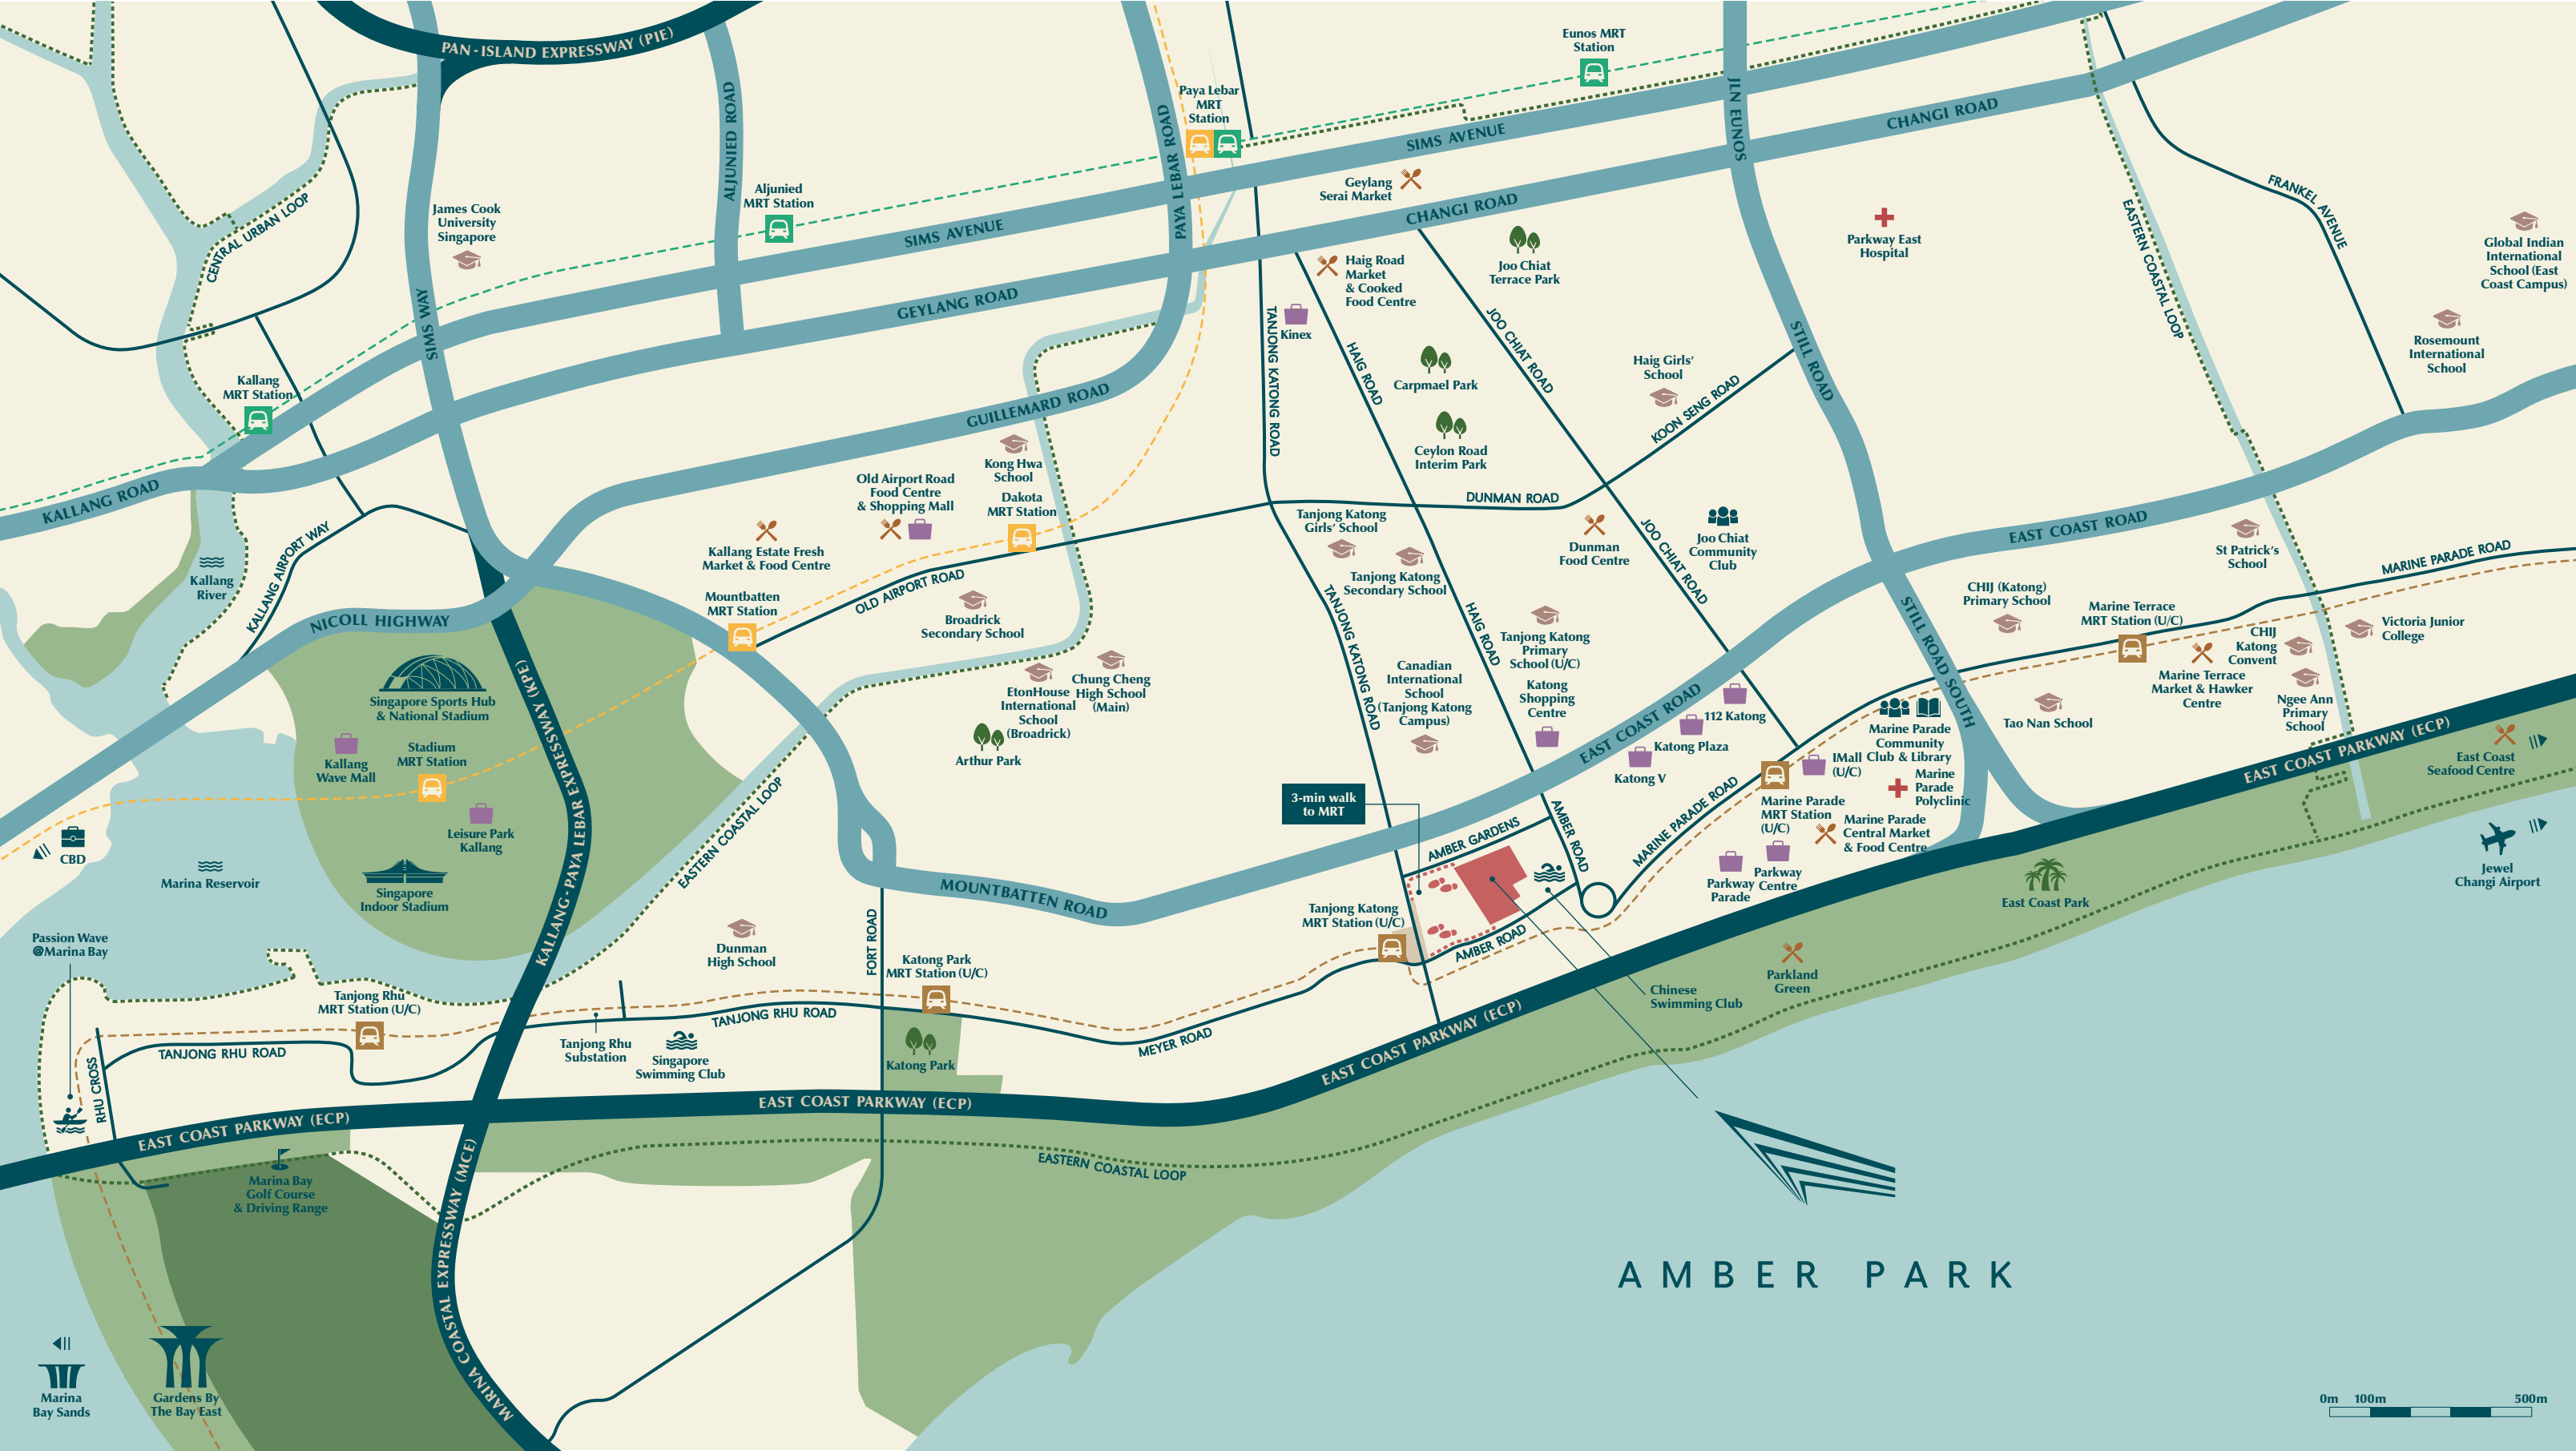 PAN-ISLAND EXPRESSWAY (PIE)
Eunos MRT
Station
Paya Lebar
MRT
Station
ALJUNIED ROAD
PAYA LEBAR ROAD
JLN EUNOS
SIMS AVENUE
CHANGI ROAD
Geylang
Serai Market
CHANGI ROAD
Aljunied
MRT Station
SIMS AVENUE
James Cook
University
Singapore
CENTRAL URBAN LOOP
FRANKEL AVENUE
EASTERN COASTAL LOOP
Parkway East
Hospital
Global Indian
International
School (East
Coast Campus)
Joo Chiat
Terrace Park
Haig Road
Market
& Cooked
Food Centre
GEYLANG ROAD
SIMS WAY
Kinex
TANJONG KATONG ROAD
HAIG ROAD
JOO CHIAT ROAD
STILL ROAD
Rosemount
International
School
Haig Girls'
School
Carpmael Park
KOON SENG ROAD
Kallang
MRT Station
GUILLEMARD ROAD
Ceylon Road
Interim Park
Kong Hwa
School
Old Airport Road
Food Centre
& Shopping Mall
Dakota
MRT Station
KALLANG ROAD
DUNMAN ROAD
Tanjong Katong
Girls' School
JOO CHIAT ROAD
Joo Chiat
Community
Club
Dunman
Food Centre
EAST COAST ROAD
St Patrick's
School
MARINE PARADE ROAD
Kallang Estate Fresh
Market & Food Centre
KALLANG AIRPORT WAY
Kallang
River
Tanjong Katong
Secondary School
OLD AIRPORT ROAD
Mountbatten
MRT Station
Broadrick
Secondary School
NICOLL HIGHWAY
TANJONG KATONG ROAD
HAIG ROAD
Tanjong Katong
Primary
School (U/C)
STILL ROAD SOUTH
CHIJ (Katong)
Primary School
Marine Terrace
MRT Station (U/C)
CHIJ
Katong
Convent
Victoria Junior
College
Marine Terrace
Market & Hawker
Centre
Ngee Ann
Primary
School
Tao Nan School
Singapore Sports Hub
& National Stadium
KALLANG-PAYA LEBAR EXPRESSWAY (KPE)
EtonHouse
International
School
(Broadrick)
Chung Cheng
High School
(Main)
Canadian
International
School
(Tanjong Katong
Campus)
Katong
Shopping
Centre
EAST COAST ROAD
112 Katong
Katong Plaza
Katong V
Marine Parade
Community
Club & Library
IMall
(U/C)
Marine
Parade
Polyclinic
EAST COAST PARKWAY (ECP)
East Coast
Seafood Centre
Kallang
Wave Mall
Stadium
MRT Station
Arthur Park
EASTERN COASTAL LOOP
3-min walk
to MRT
AMBER GARDENS
AMBER ROAD
MARINE PARADE ROAD
Marine Parade
MRT Station
(U/C)
Marine Parade
Central Market
& Food Centre
Leisure Park
Kallang
CBD
Marina Reservoir
Singapore
Indoor Stadium
MOUNTBATTEN ROAD
Parkway
Parade
Parkway
Centre
East Coast Park
Jewel
Changi Airport
Tanjong Katong
MRT Station (U/C)
AMBER ROAD
Passion Wave
@Marina Bay
Dunman
High School
FORT ROAD
Katong Park
MRT Station (U/C)
Parkland
Green
Chinese
Swimming Club
Tanjong Rhu
MRT Station (U/C)
TANJONG RHU ROAD
TANJONG RHU ROAD
Tanjong Rhu
Substation
Singapore
Swimming Club
Katong Park
MEYER ROAD
EAST COAST PARKWAY (ECP)
RHU CROSS
EAST COAST PARKWAY (ECP)
EAST COAST PARKWAY (ECP)
EASTERN COASTAL LOOP
Marina Bay
Golf Course
& Driving Range
MARINA COASTAL EXPRESSWAY (MCE)
AMBER PARK
Marina
Bay Sands
Gardens By
The Bay East
0m 100m 500m